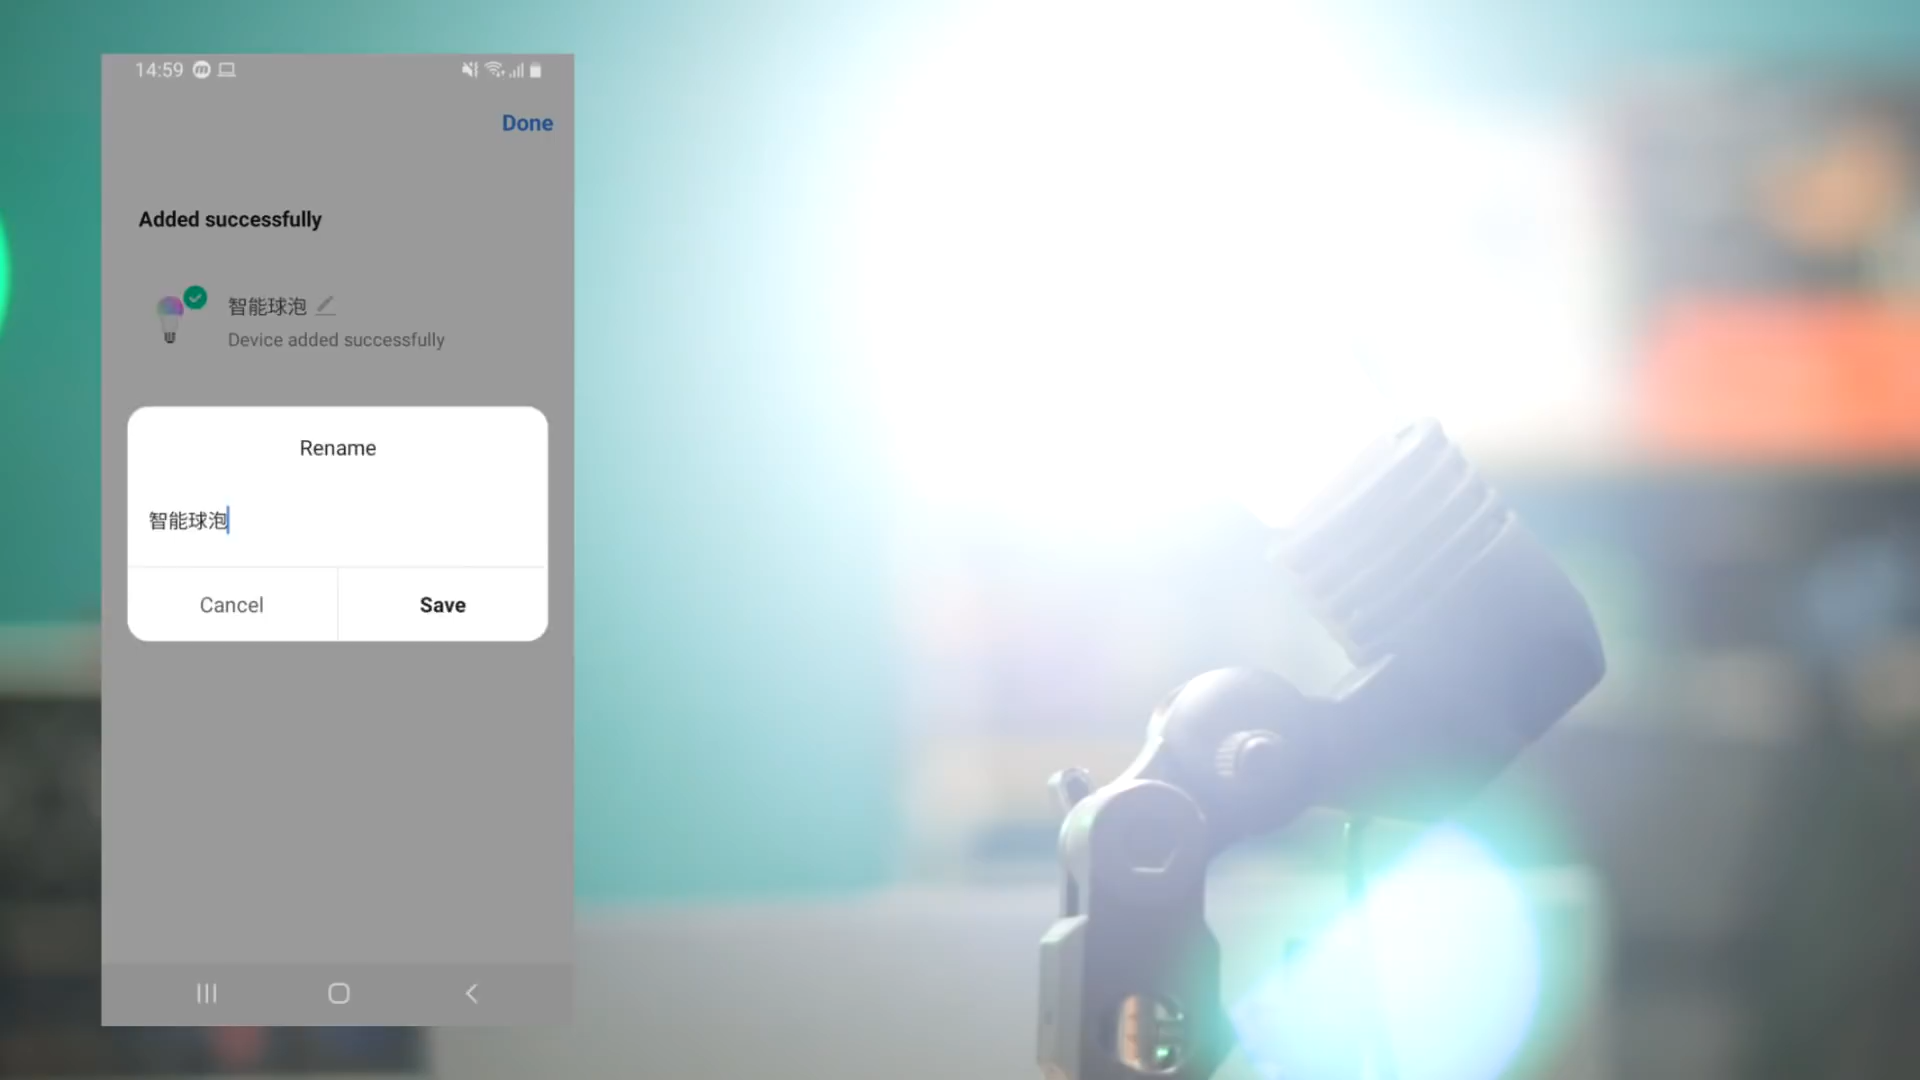 14:59
Done
Added successfully
智能球泡
Device added successfully
Rename
智能球泡
Cancel
Save